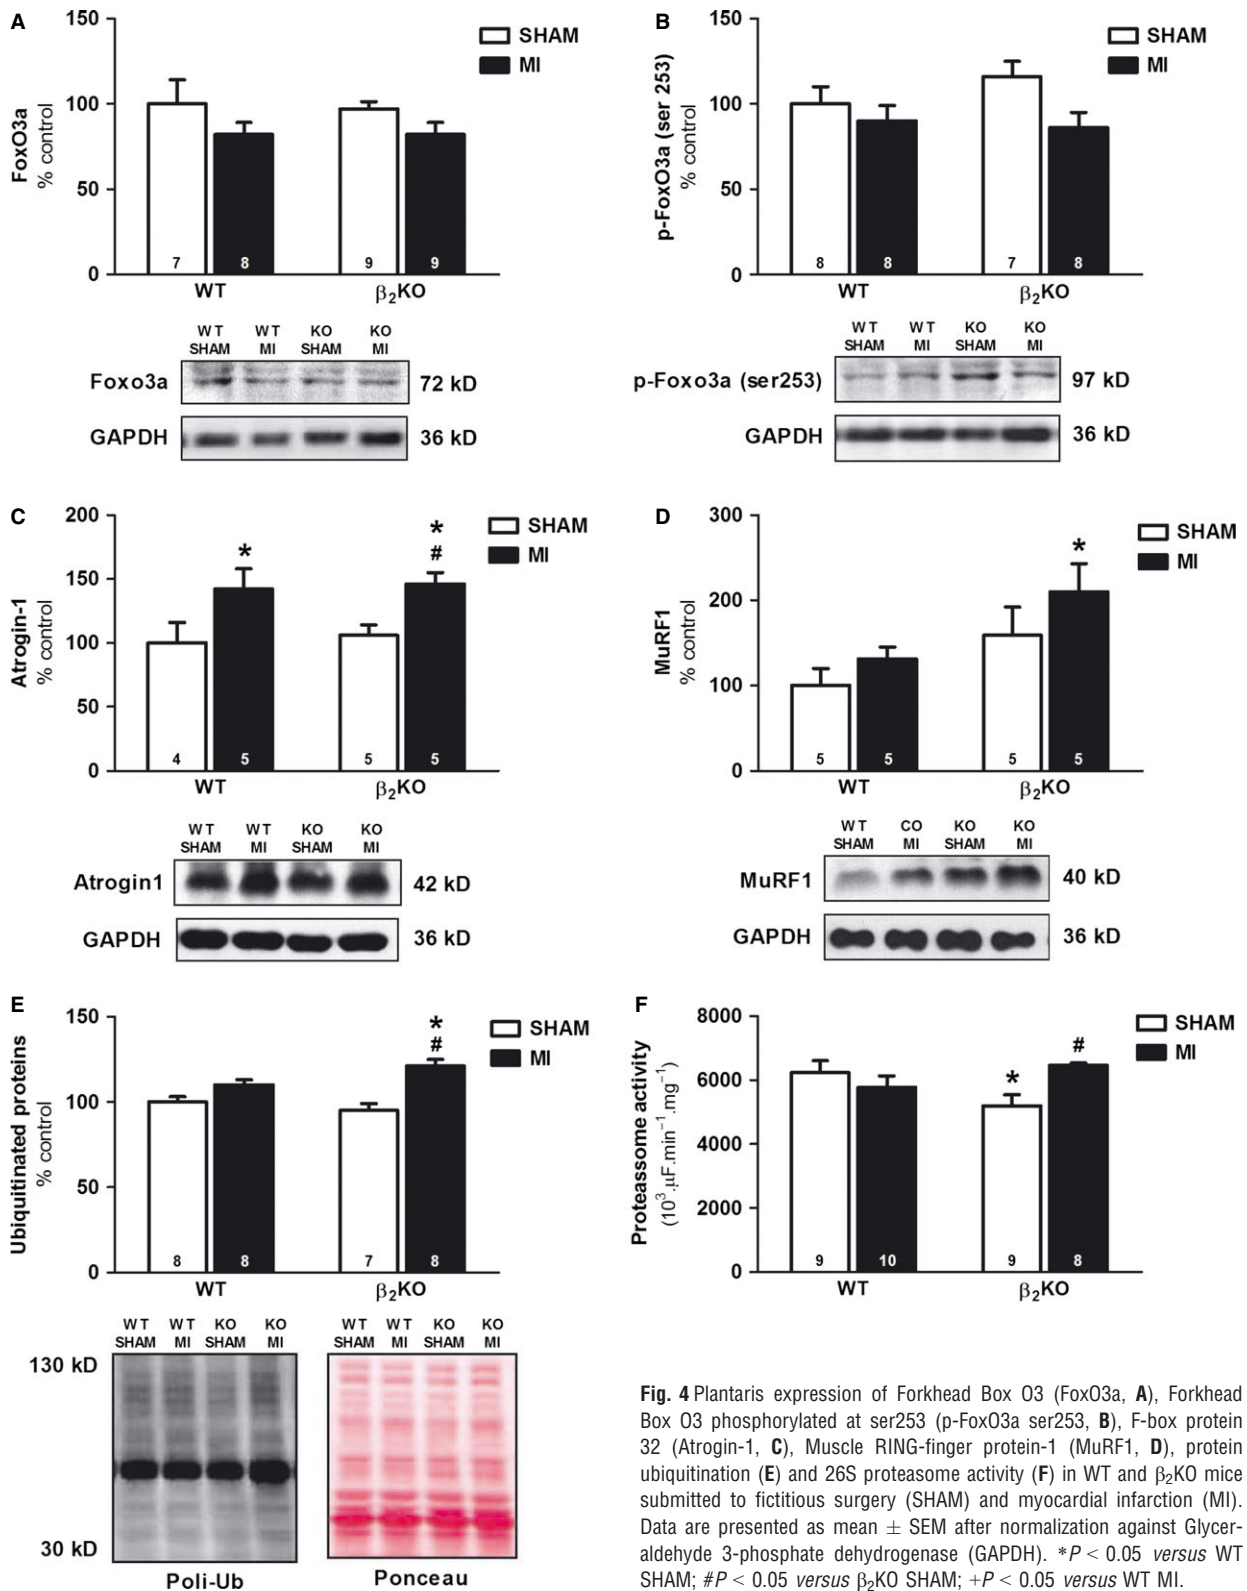 A
150
100
50
0
FoxO3a
% control
SHAM
MI
7
8
9
9
WT
β₂KO
WT SHAM
WT MI
KO SHAM
KO MI
Foxo3a
72 kD
GAPDH
36 kD
B
150
100
50
0
p-FoxO3a (ser 253)
% control
SHAM
MI
8
8
7
8
WT
β₂KO
WT SHAM
WT MI
KO SHAM
KO MI
p-Foxo3a (ser253)
97 kD
GAPDH
36 kD
C
200
150
100
50
0
Atrogin-1
% control
SHAM
MI
*
*
#
4
5
5
5
WT
β₂KO
WT SHAM
WT MI
KO SHAM
KO MI
Atrogin1
42 kD
GAPDH
36 kD
D
300
200
100
0
MuRF1
% control
SHAM
MI
*
5
5
5
5
WT
β₂KO
WT SHAM
CO MI
KO SHAM
KO MI
MuRF1
40 kD
GAPDH
36 kD
E
150
100
50
0
Ubiquitinated proteins
% control
SHAM
MI
*
#
8
8
7
8
WT
β₂KO
WT SHAM
WT MI
KO SHAM
KO MI
130 kD
30 kD
Poli-Ub
WT SHAM
WT MI
KO SHAM
KO MI
Ponceau
F
8000
6000
4000
2000
0
Proteassome activity
(10³.µF.min⁻¹.mg⁻¹)
SHAM
MI
*
#
9
10
9
8
WT
β₂KO
Fig. 4 Plantaris expression of Forkhead Box O3 (FoxO3a, A), Forkhead
Box O3 phosphorylated at ser253 (p-FoxO3a ser253, B), F-box protein
32 (Atrogin-1, C), Muscle RING-finger protein-1 (MuRF1, D), protein
ubiquitination (E) and 26S proteasome activity (F) in WT and β₂KO mice
submitted to fictitious surgery (SHAM) and myocardial infarction (MI).
Data are presented as mean ± SEM after normalization against Glycer-
aldehyde 3-phosphate dehydrogenase (GAPDH). *P < 0.05 versus WT
SHAM; #P < 0.05 versus β₂KO SHAM; +P < 0.05 versus WT MI.